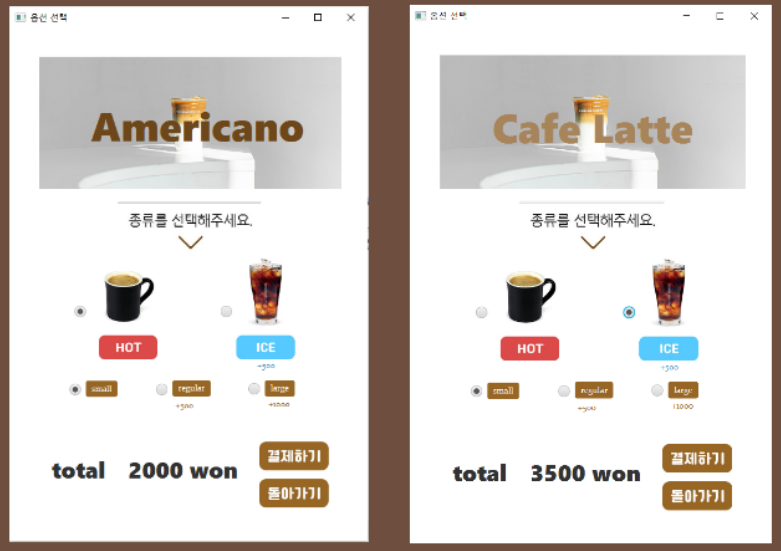 옵션 선택
Americano
종류를 선택해주세요.
HOT
ICE
+500
small
regular
large
+500
+1000
total 2000 won
결제하기
돌아가기
옵션 선택
Cafe Latte
종류를 선택해주세요.
HOT
ICE
+500
small
regular
large
+500
+1000
total 3500 won
결제하기
돌아가기